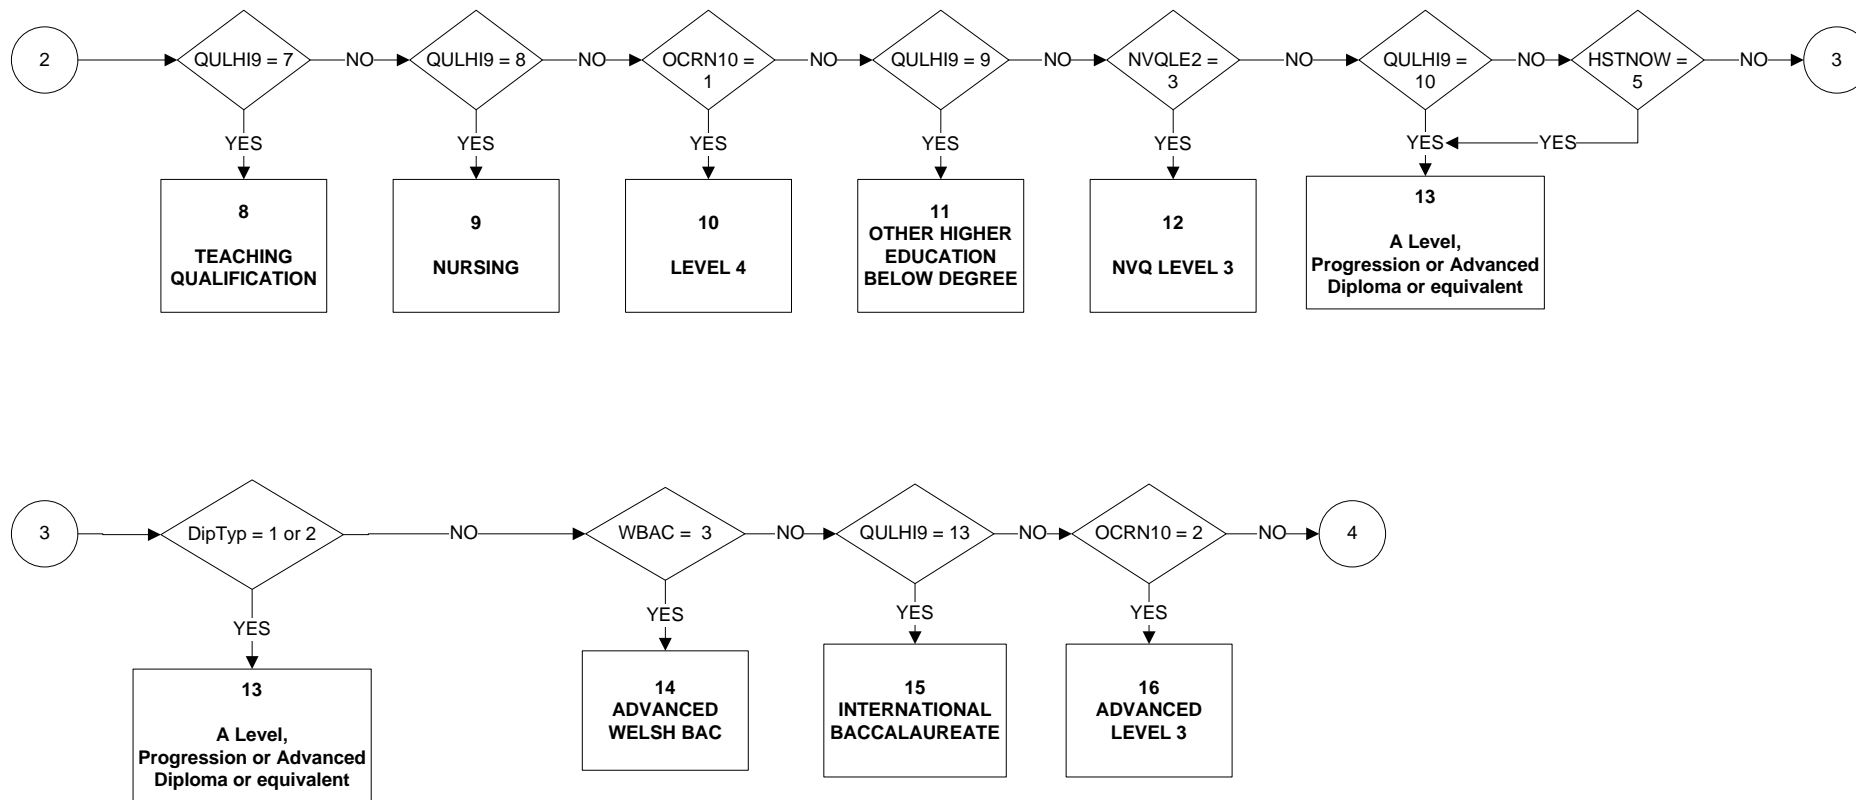 2
QULHI9 = 7
NO
QULHI9 = 8
NO
OCRN10 =
1
NO
QULHI9 = 9
NO
NVQLE2 =
3
NO
QULHI9 =
10
NO
HSTNOW =
5
NO
3
YES
YES
YES
YES
YES
YES
YES
8
TEACHING
QUALIFICATION
9
NURSING
10
LEVEL 4
11
OTHER HIGHER
EDUCATION
BELOW DEGREE
12
NVQ LEVEL 3
13
A Level,
Progression or Advanced
Diploma or equivalent
3
DipTyp = 1 or 2
NO
WBAC = 3
NO
QULHI9 = 13
NO
OCRN10 = 2
NO
4
YES
YES
YES
YES
13
A Level,
Progression or Advanced
Diploma or equivalent
14
ADVANCED
WELSH BAC
15
INTERNATIONAL
BACCALAUREATE
16
ADVANCED
LEVEL 3